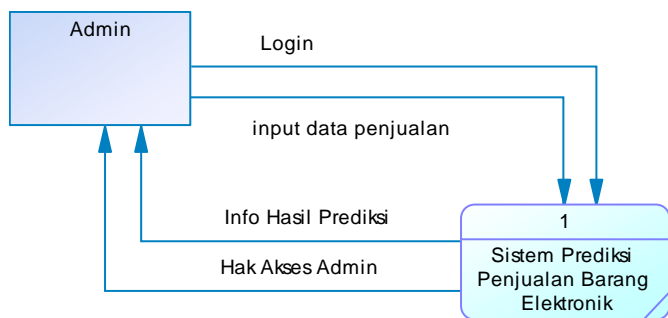 Admin
Login
input data penjualan
Info Hasil Prediksi
Hak Akses Admin
1
Sistem Prediksi
Penjualan Barang
Elektronik